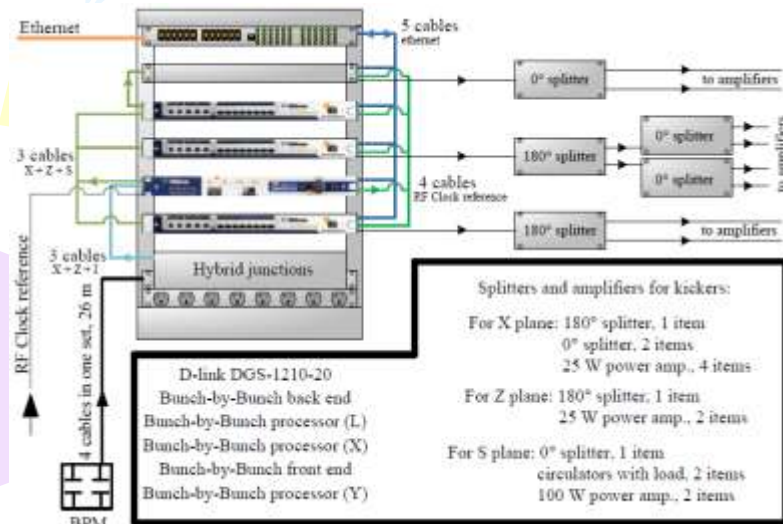 Ethernet
5 cables
ethernet
0° splitter
to amplifiers
0° splitter
180° splitter
0° splitter
to amplifiers
3 cables
X+Z+S
4 cables
RF Clock reference
180° splitter
to amplifiers
3 cables
X+Z+I
Hybrid junctions
RF Clock reference
4 cables in one set, 26 m
BPM
D-link DGS-1210-20
Bunch-by-Bunch back end
Bunch-by-Bunch processor (L)
Bunch-by-Bunch processor (X)
Bunch-by-Bunch front end
Bunch-by-Bunch processor (Y)
Splitters and amplifiers for kickers:
For X plane: 180° splitter, 1 item
0° splitter, 2 items
25 W power amp., 4 items
For Z plane: 180° splitter, 1 item
25 W power amp., 2 items
For S plane: 0° splitter, 1 item
circulators with load, 2 items
100 W power amp., 2 items